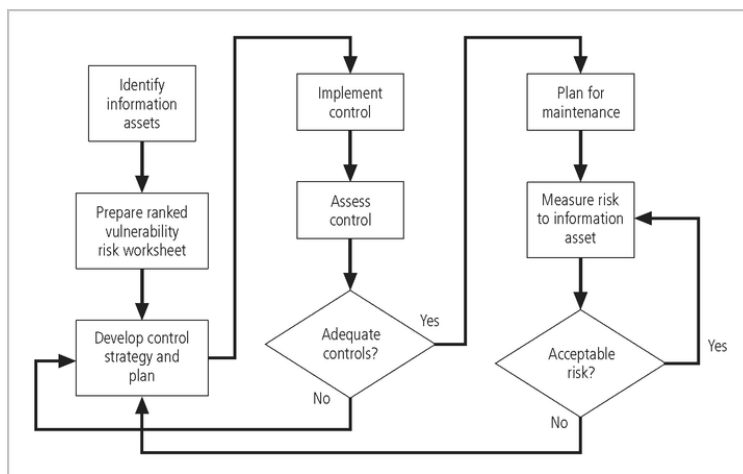 Identify
information
assets
Prepare ranked
vulnerability
risk worksheet
Develop control
strategy and
plan
Implement
control
Assess
control
Adequate
controls?
Yes
No
Plan for
maintenance
Measure risk
to information
asset
Acceptable
risk?
Yes
No